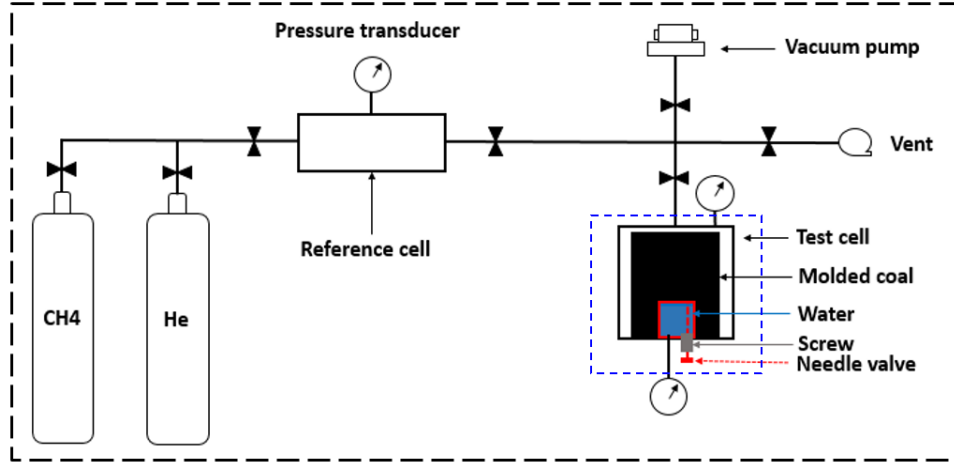 Pressure transducer
Vacuum pump
Vent
Reference cell
Test cell
Molded coal
CH4
He
Water
Screw
Needle valve